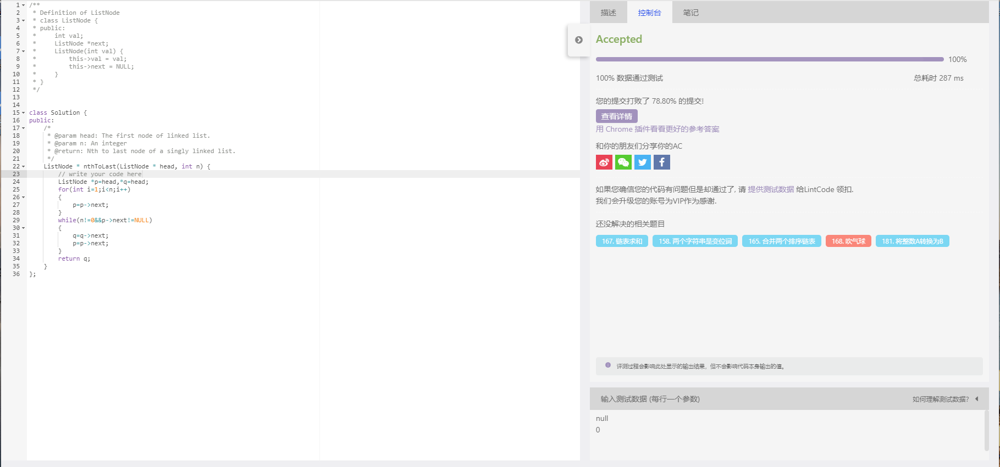 1 /**
2  * Definition of ListNode
3  * class ListNode {
4  * public:
5  *     int val;
6  *     ListNode *next;
7  *     ListNode(int val) {
8  *         this->val = val;
9  *         this->next = NULL;
10  *     }
11  * }
12  */
13
14
15 class Solution {
16 public:
17     /*
18      * @param head: The first node of linked list.
19      * @param n: An integer
20      * @return: Nth to last node of a singly linked list.
21      */
22     ListNode * nthToLast(ListNode * head, int n) {
23         // write your code here
24         ListNode *p=head,*q=head;
25         for(int i=1;i<n;i++)
26         {
27             p=p->next;
28         }
29         while(n!=0&&p->next!=NULL)
30         {
31             q=q->next;
32             p=p->next;
33         }
34         return q;
35     }
36 };
描述 控制台 笔记
Accepted
100%
100% 数据通过测试 总耗时 287 ms
您的提交打败了 78.80% 的提交!
查看详情
用 Chrome 插件看看更好的参考答案
和你的朋友们分享你的AC
如果您确信您的代码有问题但是却通过了, 请 提供测试数据 给LintCode 领扣.
我们会升级您的账号为VIP作为感谢.
还没解决的相关题目
167. 链表求和 158. 两个字符串是变位词 165. 合并两个排序链表 168. 吹气球 181. 将整数A转换为B
评测过程会影响此处显示的输出结果，但不会影响代码本身输出的值。
输入测试数据 (每行一个参数) 如何理解测试数据?
null
0